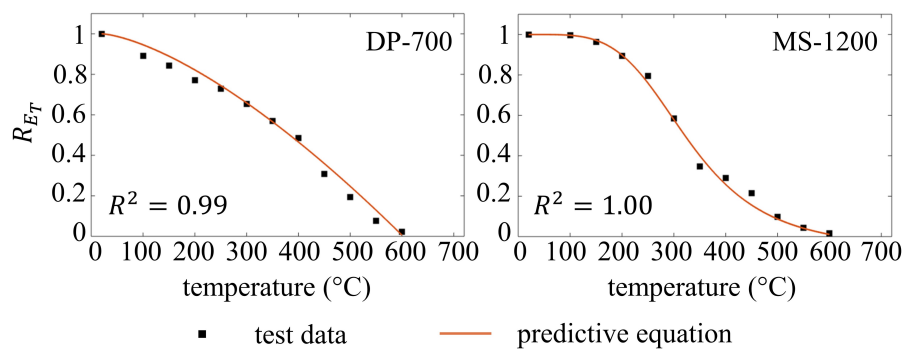 DP-700
MS-1200
R_{E_T}
1
0.8
0.6
0.4
0.2
0
R² = 0.99
0 100 200 300 400 500 600 700
temperature (°C)
1
0.8
0.6
0.4
0.2
0
R² = 1.00
0 100 200 300 400 500 600 700
temperature (°C)
test data
predictive equation